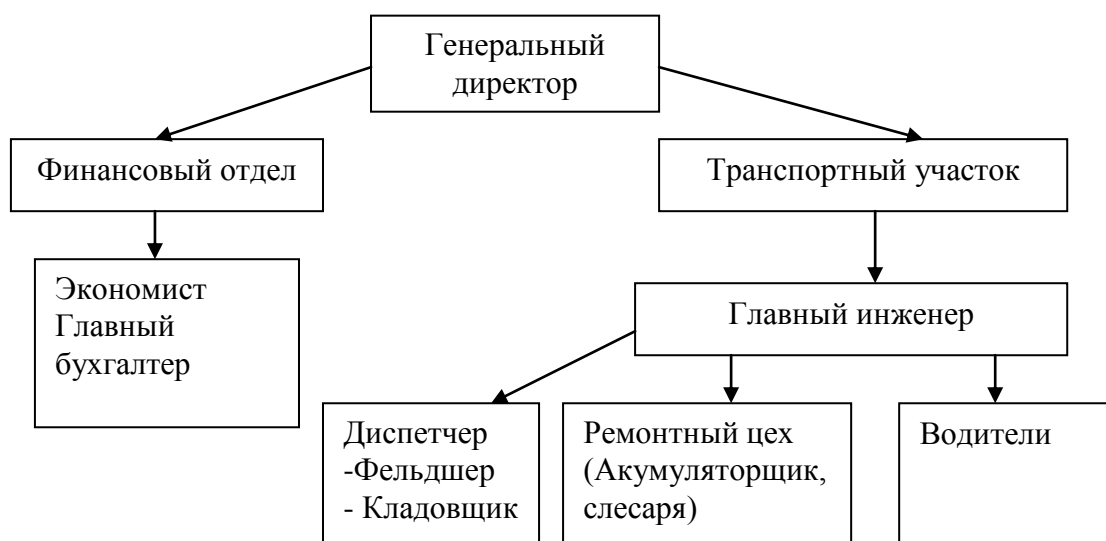 Генеральный
директор
Финансовый отдел
Транспортный участок
Экономист
Главный
бухгалтер
Главный инженер
Диспетчер
-Фельдшер
- Кладовщик
Ремонтный цех
(Акумуляторщик,
слесаря)
Водители